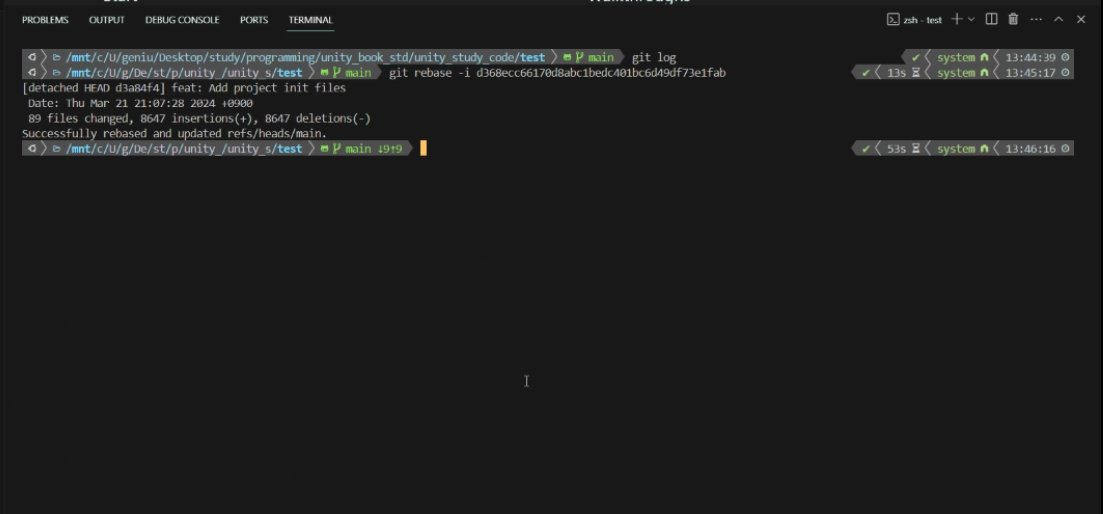 PROBLEMS OUTPUT DEBUG CONSOLE PORTS TERMINAL zsh - test
/mnt/c/U/geniu/Desktop/study/programming/unity_book_std/unity_study_code/test main git log ✔ system 13:44:39
/mnt/c/U/g/De/st/p/unity_/unity_s/test main git rebase -i d368ecc66170d8abc1bedc401bc6d49df73e1fab ✔ 13s system 13:45:17
[detached HEAD d3a84f4] feat: Add project init files
Date: Thu Mar 21 21:07:28 2024 +0900
89 files changed, 8647 insertions(+), 8647 deletions(-)
Successfully rebased and updated refs/heads/main.
/mnt/c/U/g/De/st/p/unity_/unity_s/test main ↓9↑9 ✔ 53s system 13:46:16